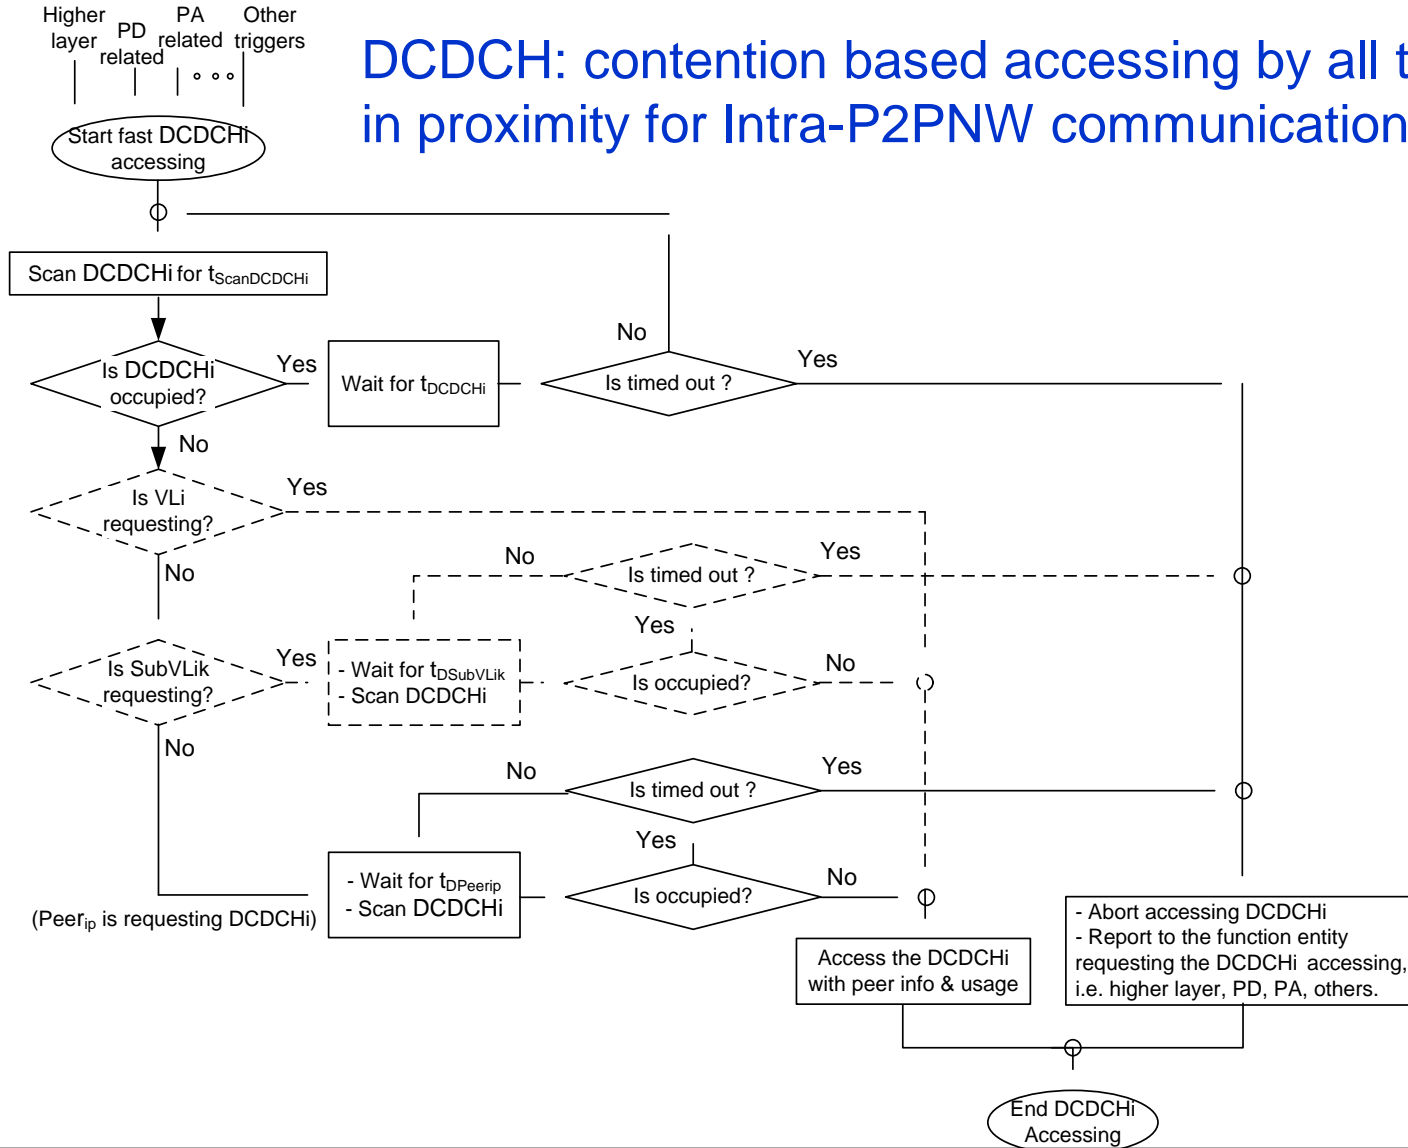 Higher
layer
PD
related
PA
related
Other
triggers
DCDCH: contention based accessing by all t
in proximity for Intra-P2PNW communication
Start fast DCDCHi
accessing
Scan DCDCHi for tScanDCDCHi
Is DCDCHi
occupied?
Yes
Wait for tDCDCHi
No
Is timed out ?
Yes
No
Is VLi
requesting?
Yes
No
No
Is timed out ?
Yes
Yes
Is SubVLik
requesting?
Yes
- Wait for tDSubVLik
- Scan DCDCHi
Is occupied?
No
No
No
Is timed out ?
Yes
Yes
- Wait for tDPeerip
- Scan DCDCHi
Is occupied?
No
(Peerip is requesting DCDCHi)
Access the DCDCHi
with peer info & usage
- Abort accessing DCDCHi
- Report to the function entity
requesting the DCDCHi accessing,
i.e. higher layer, PD, PA, others.
End DCDCHi
Accessing